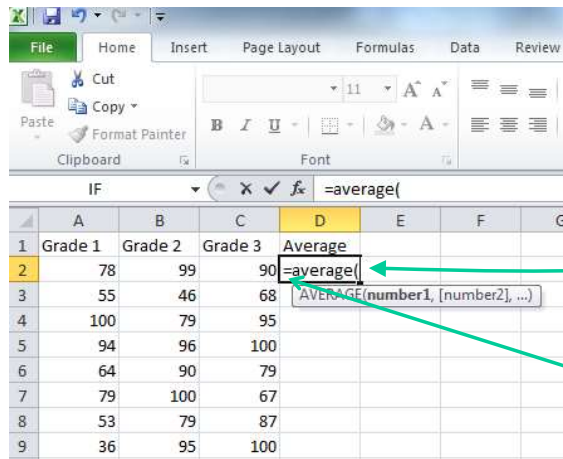 File Home Insert Page Layout Formulas Data Review
Cut
Copy
Format Painter
Paste
11 A A
B I U A
Clipboard Font
IF fx =average(
A B C D E F
1 Grade 1 Grade 2 Grade 3 Average
2 78 99 90 =average(
3 55 46 68 AVERAGE(number1, [number2], ...)
4 100 79 95
5 94 96 100
6 64 90 79
7 79 100 67
8 53 79 87
9 36 95 100